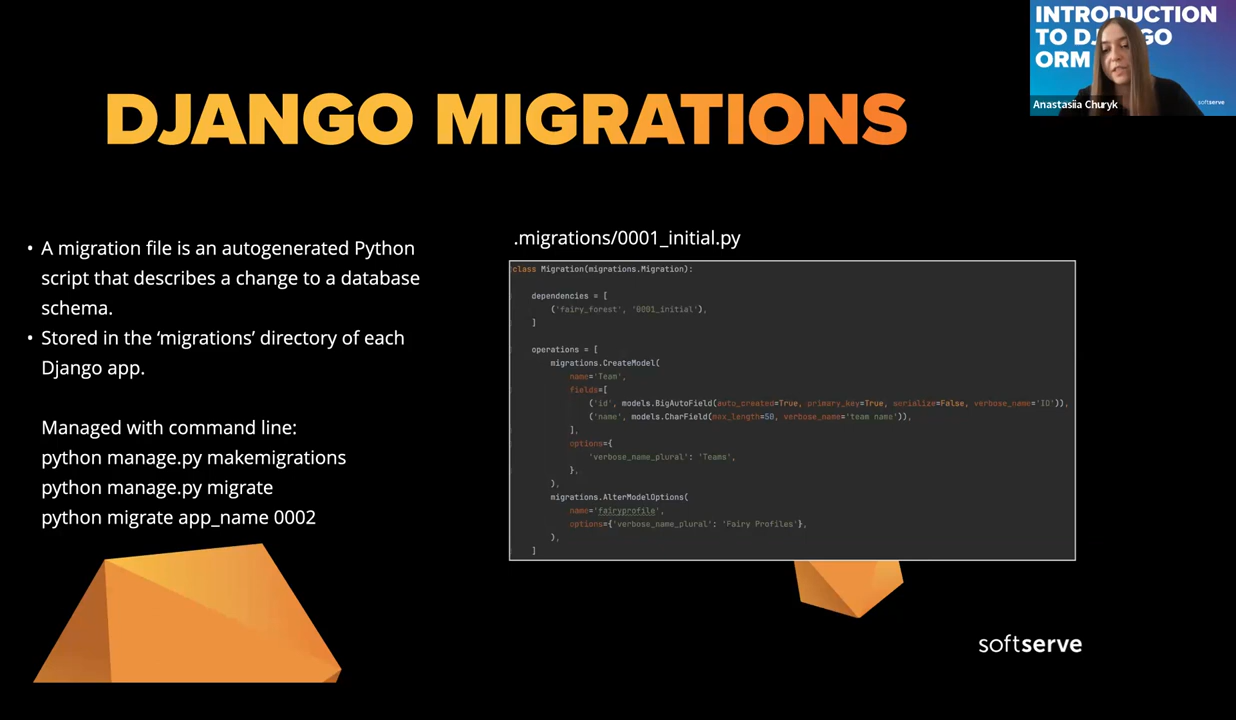 INTRODUCTION
TO DJ GO
ORM
Anastasiia Churyk
softserve
DJANGO MIGRATIONS
• A migration file is an autogenerated Python
script that describes a change to a database
schema.
• Stored in the ‘migrations’ directory of each
Django app.
Managed with command line:
python manage.py makemigrations
python manage.py migrate
python migrate app_name 0002
.migrations/0001_initial.py
class Migration(migrations.Migration):
dependencies = [
('fairy_forest', '0001_initial'),
]
operations = [
migrations.CreateModel(
name='Team',
fields=[
('id', models.BigAutoField(auto_created=True, primary_key=True, serialize=False, verbose_name='ID')),
('name', models.CharField(max_length=50, verbose_name='team name')),
],
options={
'verbose_name_plural': 'Teams',
},
),
migrations.AlterModelOptions(
name='fairyprofile',
options={'verbose_name_plural': 'Fairy Profiles'},
),
]
softserve